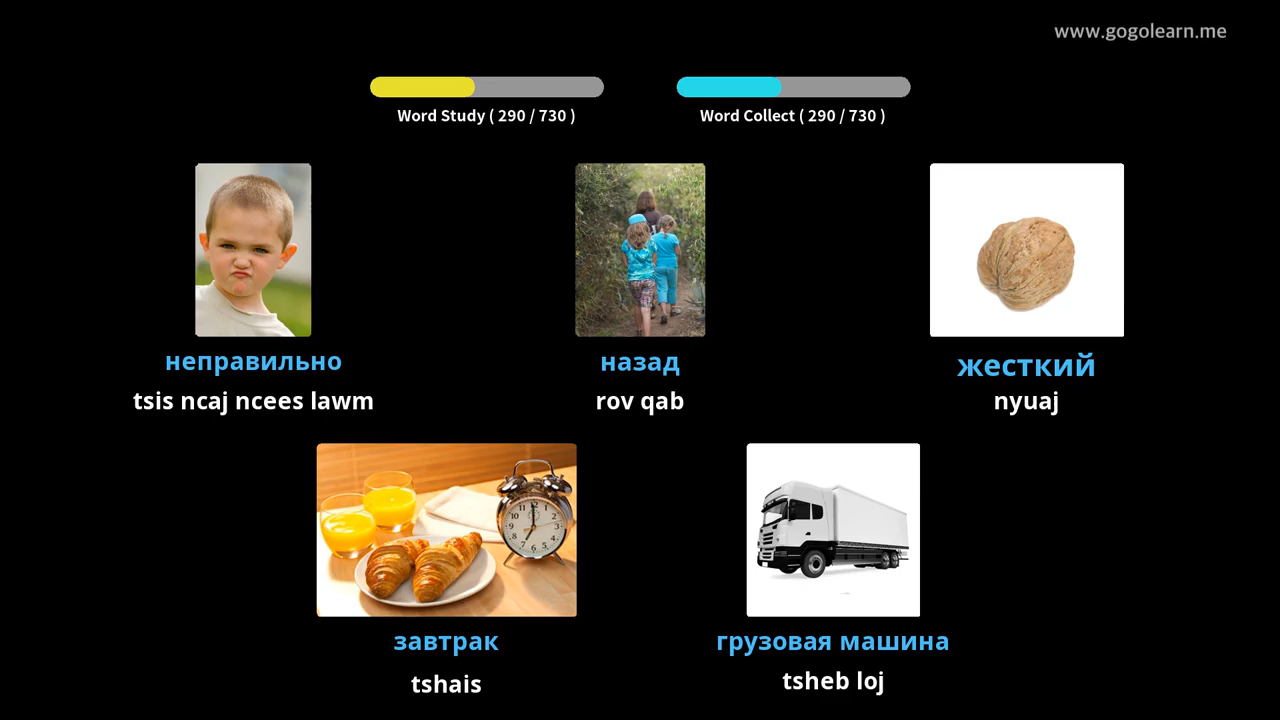 www.gogolearn.me
Word Study ( 290 / 730 )
Word Collect ( 290 / 730 )
неправильно
tsis ncaj ncees lawm
назад
rov qab
жесткий
nyuaj
завтрак
tshais
грузовая машина
tsheb loj